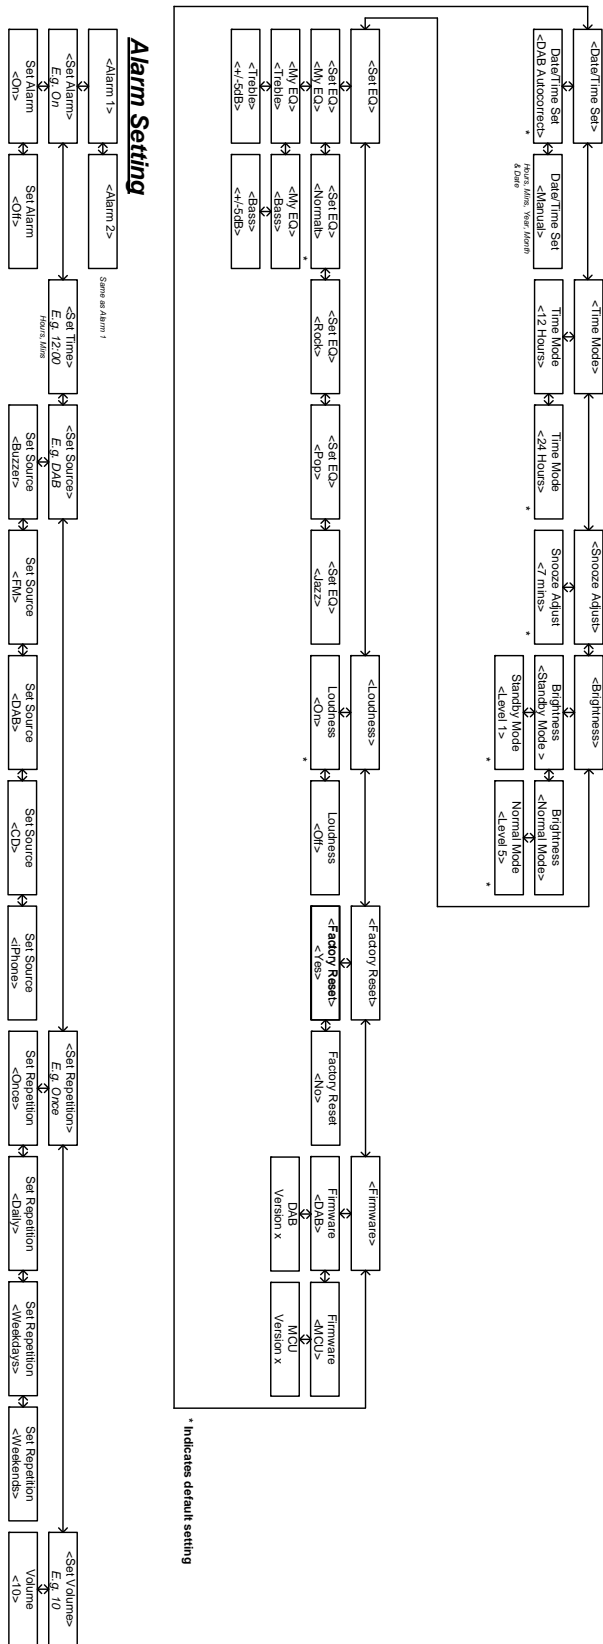 <Date/Time Set>
<Time Mode>
<Snooze Adjust>
<Brightness>
Date/Time Set
<DAB Autocorrect>
*
Date/Time Set
<Manual>
Hours, Mins, Year, Month
& Date
Time Mode
<12 Hours>
Time Mode
<24 Hours>
*
Snooze Adjust
<7 mins>
*
Brightness
<Standby Mode >
Brightness
<Normal Mode>
Standby Mode
<Level 1>
*
Normal Mode
<Level 5>
*
<Set EQ>
<Loudness>
<Factory Reset>
<Firmware>
<Set EQ>
<My EQ>
<Set EQ>
<Normalt>
*
<Set EQ>
<Rock>
<Set EQ>
<Pop>
<Set EQ>
<Jazz>
Loudness
<On>
*
Loudness
<Off>
<Factory Reset>
<Yes>
Factory Reset
<No>
Firmware
<DAB>
Firmware
<MCU>
<My EQ>
<Treble>
<My EQ>
<Bass>
DAB
Version x
MCU
Version x
<Treble>
<+/-5dB>
<Bass>
<+/-5dB>
* Indicates default setting
Alarm Setting
<Alarm 1>
<Alarm 2>
Same as Alarm 1
<Set Alarm>
E.g. On
<Set Time>
E.g. 12:00
Hours, Mins
<Set Source>
E.g. DAB
<Set Repetition>
E.g. Once
<Set Volume>
E.g. 10
Set Alarm
<On>
Set Alarm
<Off>
Set Source
<Buzzer>
Set Source
<FM>
Set Source
<DAB>
Set Source
<CD>
Set Source
<iPhone>
Set Repetition
<Once>
Set Repetition
<Daily>
Set Repetition
<Weekdays>
Set Repetition
<Weekends>
Volume
<10>